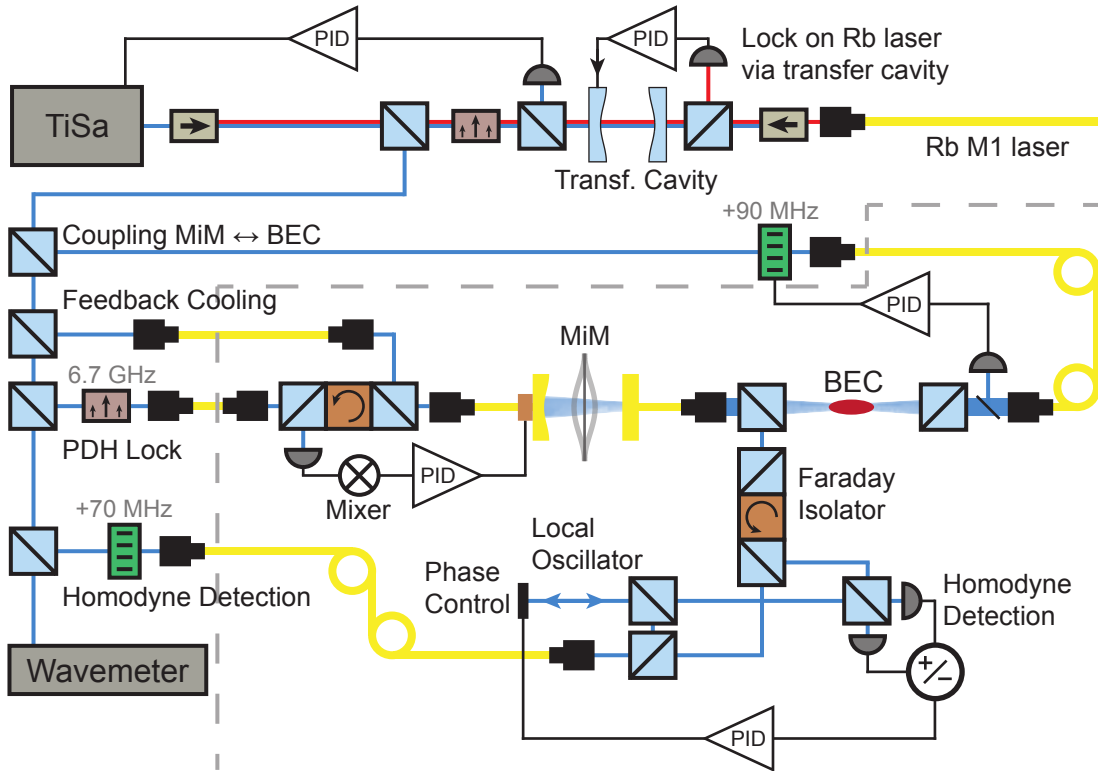 PID
PID
Lock on Rb laser
via transfer cavity
TiSa
Rb M1 laser
Transf. Cavity
+90 MHz
Coupling MiM ↔ BEC
PID
Feedback Cooling
MiM
6.7 GHz
BEC
PDH Lock
PID
Mixer
Faraday
Isolator
+70 MHz
Local
Oscillator
Phase
Control
Homodyne Detection
Homodyne
Detection
Wavemeter
+/−
PID